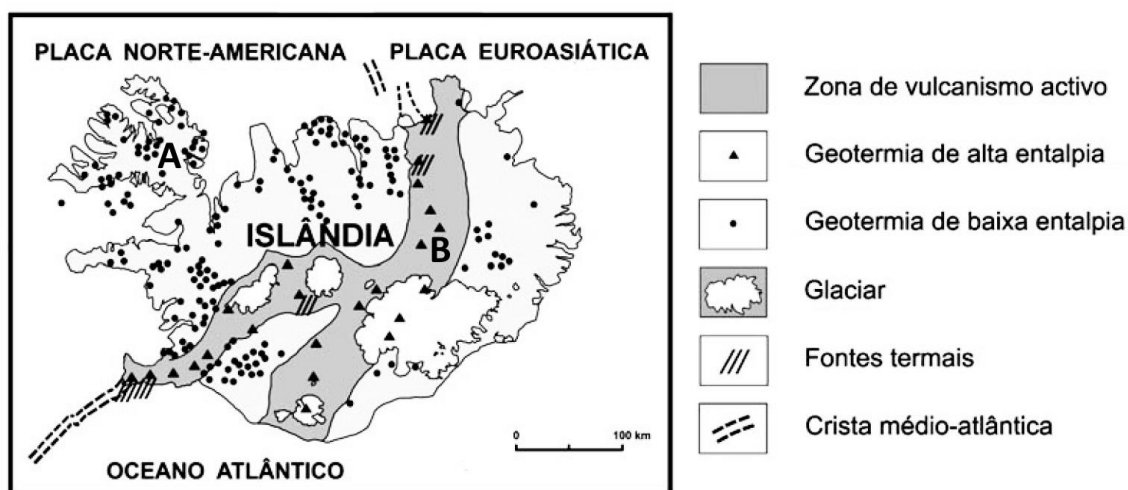 PLACA NORTE-AMERICANA
PLACA EUROASIÁTICA
A
ISLÂNDIA
B
0 100 km
OCEANO ATLÂNTICO
Zona de vulcanismo activo
Geotermia de alta entalpia
Geotermia de baixa entalpia
Glaciar
Fontes termais
Crista médio-atlântica